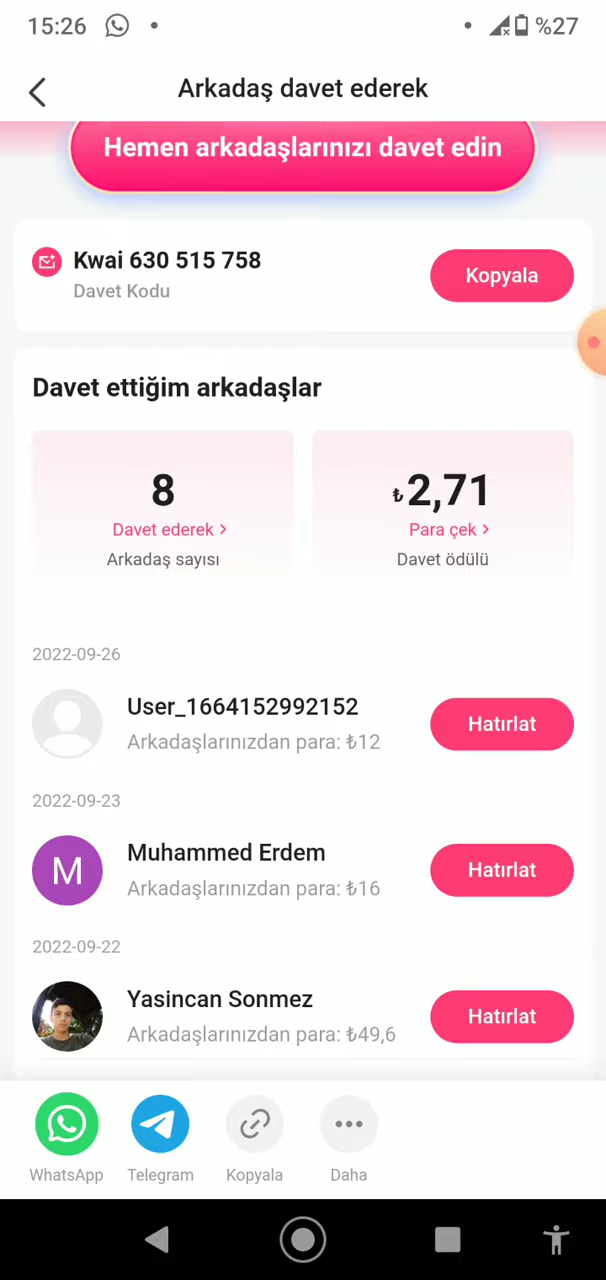 15:26
%27
Arkadaş davet ederek
Hemen arkadaşlarınızı davet edin
Kwai 630 515 758
Davet Kodu
Kopyala
Davet ettiğim arkadaşlar
8
Davet ederek >
Arkadaş sayısı
₺2,71
Para çek >
Davet ödülü
2022-09-26
User_1664152992152
Arkadaşlarınızdan para: ₺12
Hatırlat
2022-09-23
M
Muhammed Erdem
Arkadaşlarınızdan para: ₺16
Hatırlat
2022-09-22
Yasincan Sonmez
Arkadaşlarınızdan para: ₺49,6
Hatırlat
WhatsApp
Telegram
Kopyala
Daha